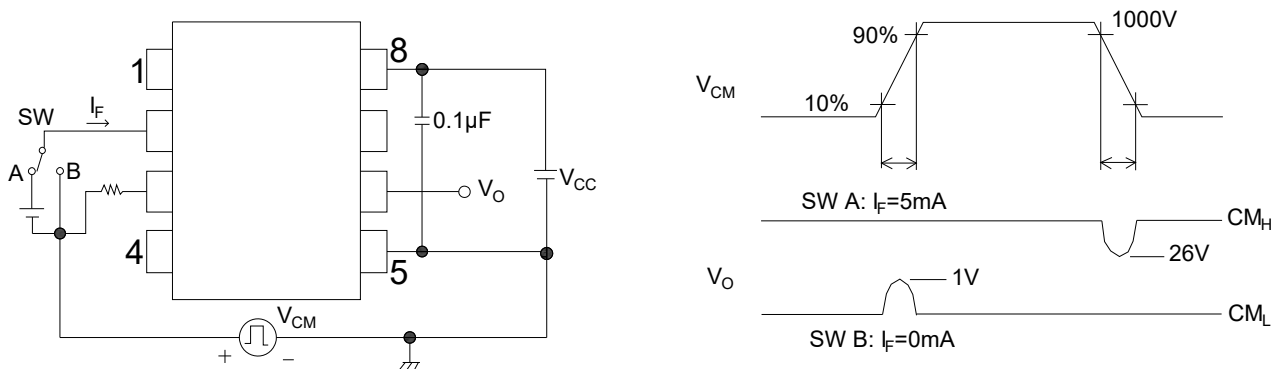 1
8
SW
I_F
A
B
0.1μF
V_CC
V_O
4
5
V_CM
+
-
V_CM
90%
10%
1000V
SW A: I_F=5mA
CM_H
26V
V_O
1V
CM_L
SW B: I_F=0mA